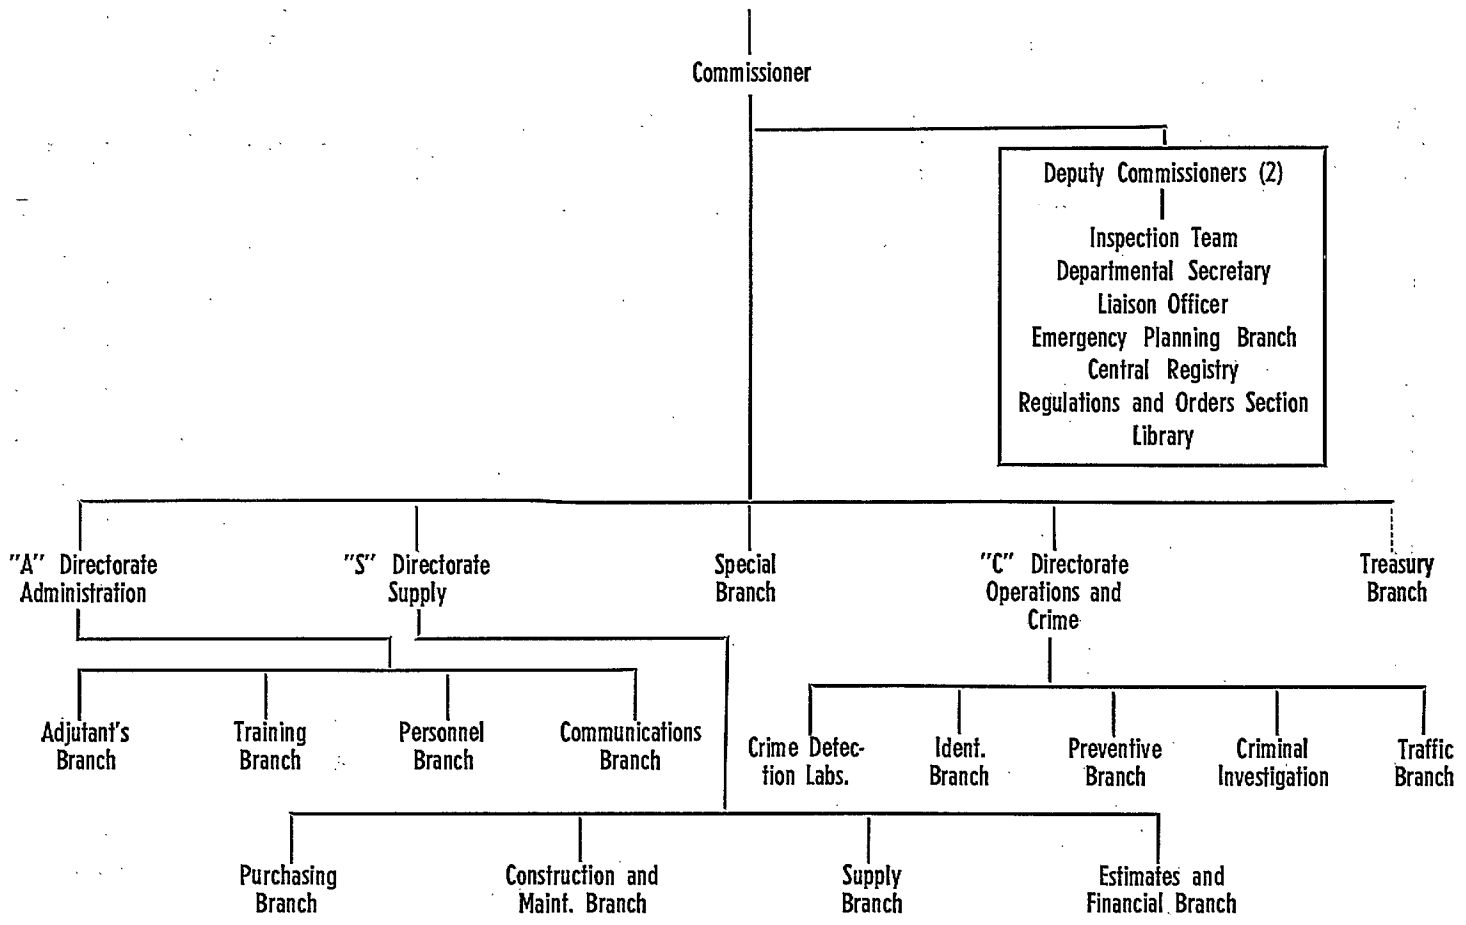 Commissioner
Deputy Commissioners (2)
Inspection Team
Departmental Secretary
Liaison Officer
Emergency Planning Branch
Central Registry
Regulations and Orders Section
Library
"A" Directorate
Administration
"S" Directorate
Supply
Special
Branch
"C" Directorate
Operations and
Crime
Treasury
Branch
Adjutant's
Branch
Training
Branch
Personnel
Branch
Communications
Branch
Crime Detec-
tion Labs.
Ident.
Branch
Preventive
Branch
Criminal
Investigation
Traffic
Branch
Purchasing
Branch
Construction and
Maint. Branch
Supply
Branch
Estimates and
Financial Branch